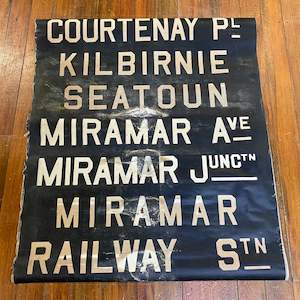 COURTENAY PL
KILBIRNIE
SEATOUN
MIRAMAR AVE
MIRAMAR JUNCTN
MIRAMAR
RAILWAY STN